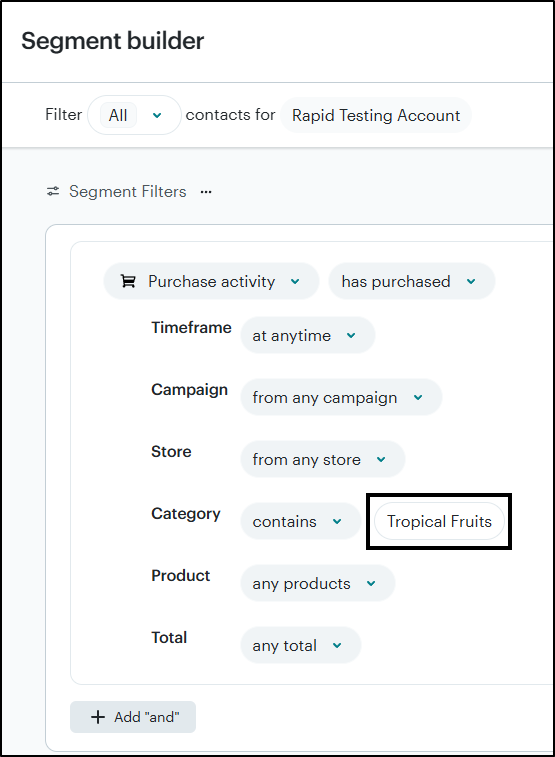 Segment builder
Filter All contacts for Rapid Testing Account
Segment Filters ...
Purchase activity has purchased
Timeframe at anytime
Campaign from any campaign
Store from any store
Category contains Tropical Fruits
Product any products
Total any total
+ Add "and"